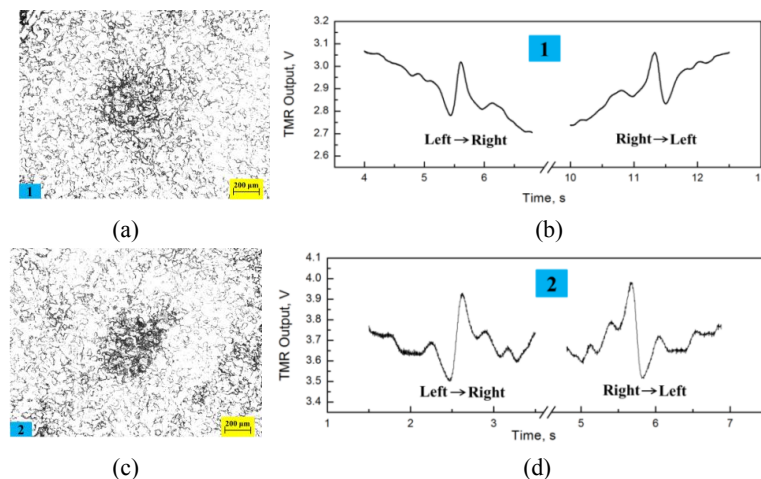 1
200 μm
(a)
TMR Output, V
3.2
3.1
3.0
2.9
2.8
2.7
2.6
1
Left → Right
Right → Left
4 5 6 10 11 12 13
Time, s
(b)
2
200 μm
(c)
TMR Output, V
4.1
4.0
3.9
3.8
3.7
3.6
3.5
3.4
2
Left → Right
Right → Left
1 2 3 5 6 7
Time, s
(d)